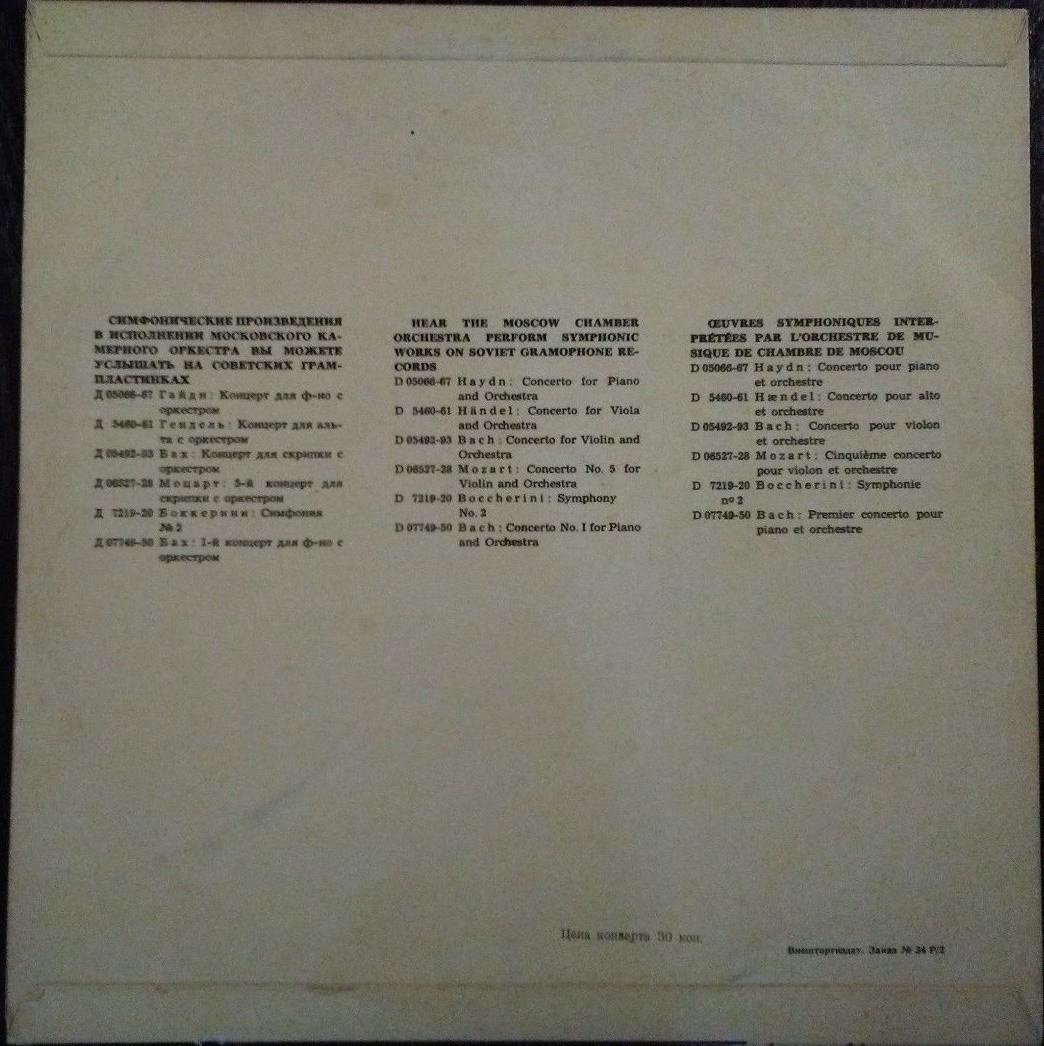 СИМФОНИЧЕСКИЕ ПРОИЗВЕДЕНИЯ
В ИСПОЛНЕНИИ МОСКОВСКОГО КА-
МЕРНОГО ОРКЕСТРА ВЫ МОЖЕТЕ
УСЛЫШАТЬ НА СОВЕТСКИХ ГРАМ-
ПЛАСТИНКАХ
Д 05066-67 Гайдн: Концерт для ф-но с
оркестром
Д 5460-61 Гендель: Концерт для аль-
та с оркестром
Д 05492-93 Бах: Концерт для скрипки с
оркестром
Д 06527-28 Моцарт: 5-й концерт для
скрипки с оркестром
Д 7219-20 Боккерини: Симфония
№ 2
Д 07749-50 Бах: 1-й концерт для ф-но с
оркестром
HEAR THE MOSCOW CHAMBER
ORCHESTRA PERFORM SYMPHONIC
WORKS ON SOVIET GRAMOPHONE RE-
CORDS
D 05066-67 Haydn: Concerto for Piano
and Orchestra
D 5460-61 Händel: Concerto for Viola
and Orchestra
D 05492-93 Bach: Concerto for Violin and
Orchestra
D 06527-28 Mozart: Concerto No. 5 for
Violin and Orchestra
D 7219-20 Boccherini: Symphony
No. 2
D 07749-50 Bach: Concerto No. I for Piano
and Orchestra
ŒUVRES SYMPHONIQUES INTER-
PRÉTÉES PAR L'ORCHESTRE DE MU-
SIQUE DE CHAMBRE DE MOSCOU
D 05066-67 Haydn: Concerto pour piano
et orchestre
D 5460-61 Hændel: Concerto pour alto
et orchestre
D 05492-93 Bach: Concerto pour violon
et orchestre
D 06527-28 Mozart: Cinquième concerto
pour violon et orchestre
D 7219-20 Boccherini: Symphonie
nº 2
D 07749-50 Bach: Premier concerto pour
piano et orchestre
Цена конверта 30 коп.
Внешторгиздат. Заказ № 24 Р/2